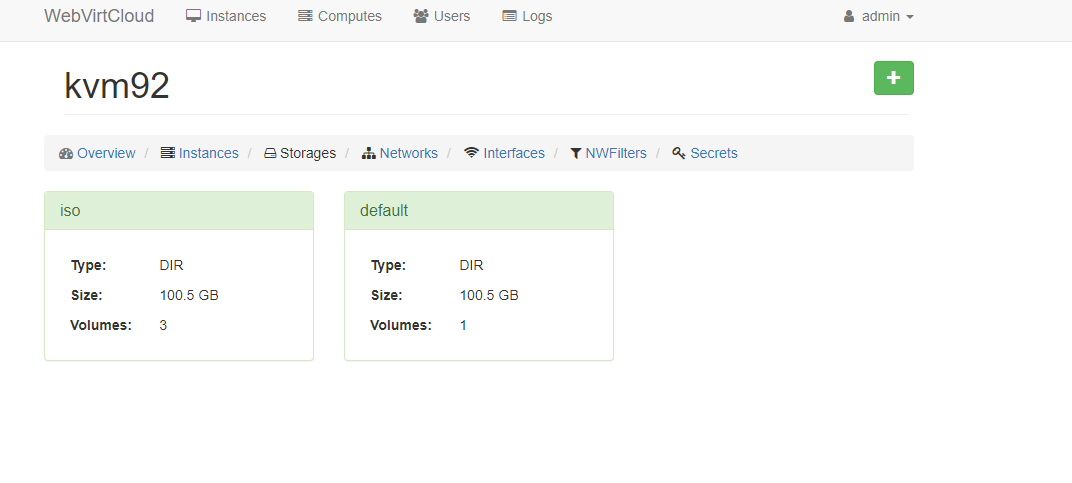 WebVirtCloud Instances Computes Users Logs admin
kvm92
Overview / Instances / Storages / Networks / Interfaces / NWFilters / Secrets
iso
Type: DIR
Size: 100.5 GB
Volumes: 3
default
Type: DIR
Size: 100.5 GB
Volumes: 1